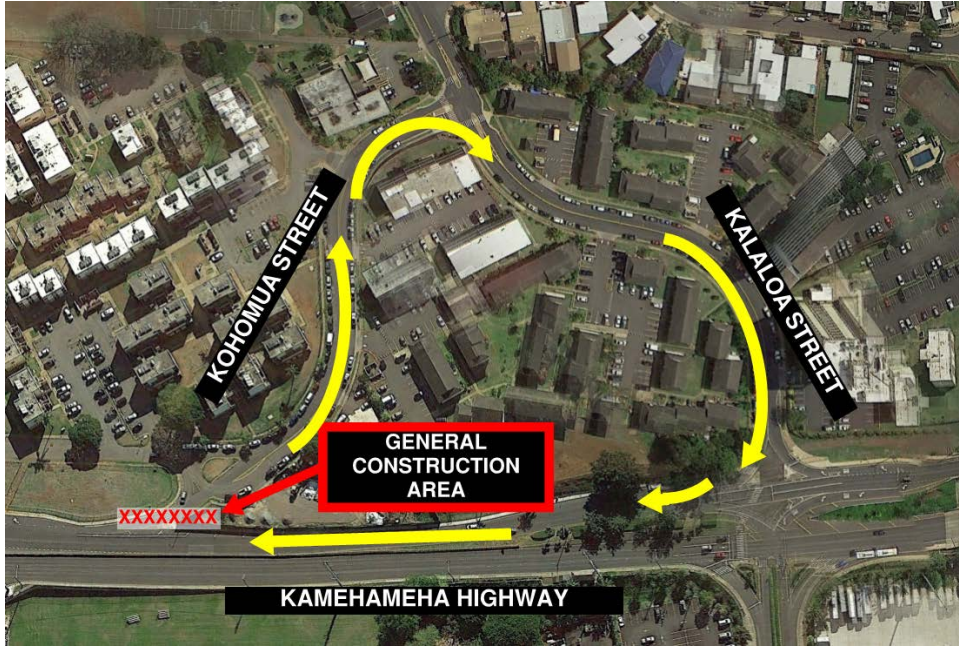 KOHOMUA STREET
KALALOA STREET
GENERAL
CONSTRUCTION
AREA
XXXXXXXX
KAMEHAMEHA HIGHWAY